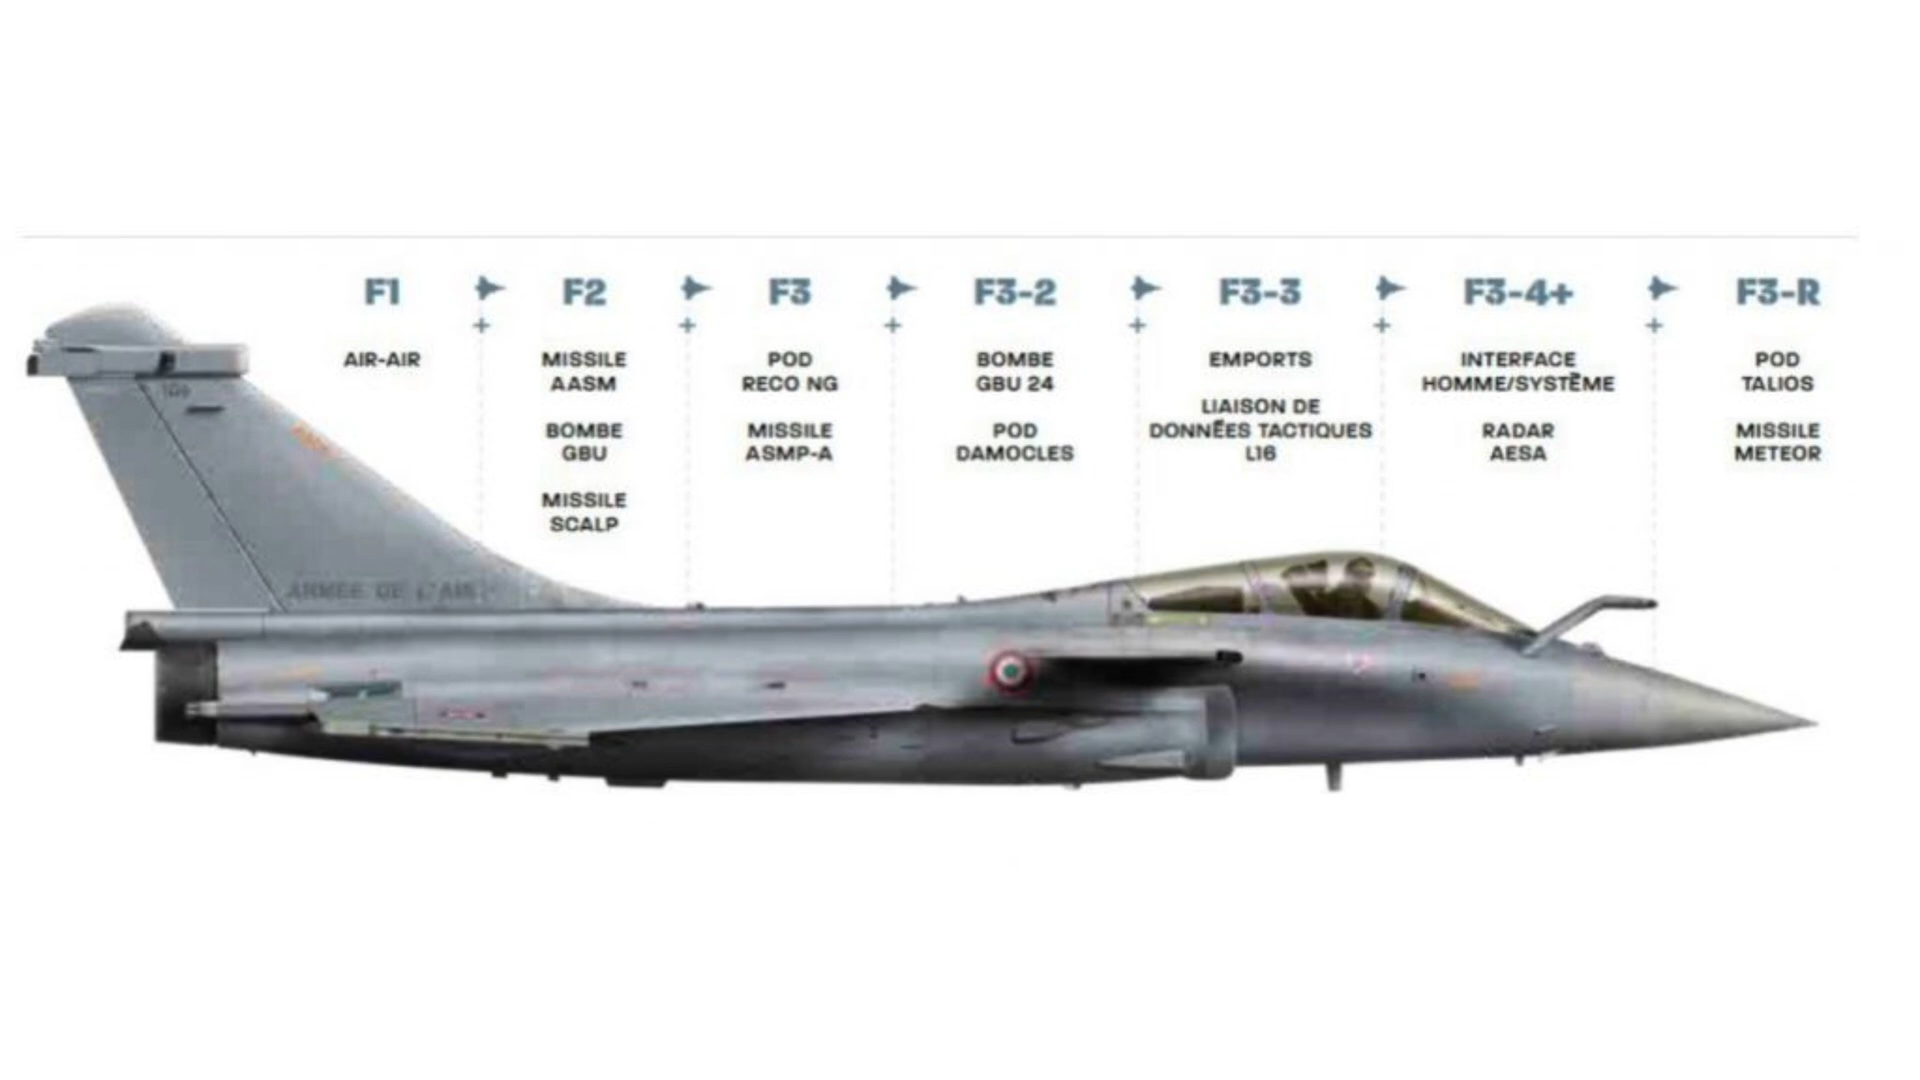 F1
AIR-AIR
F2
MISSILE
AASM
BOMBE
GBU
MISSILE
SCALP
F3
POD
RECO NG
MISSILE
ASMP-A
F3-2
BOMBE
GBU 24
POD
DAMOCLES
F3-3
EMPORTS
LIAISON DE
DONNÉES TACTIQUES
L16
F3-4+
INTERFACE
HOMME/SYSTÈME
RADAR
AESA
F3-R
POD
TALIOS
MISSILE
METEOR
ARMEE DE L'AIR